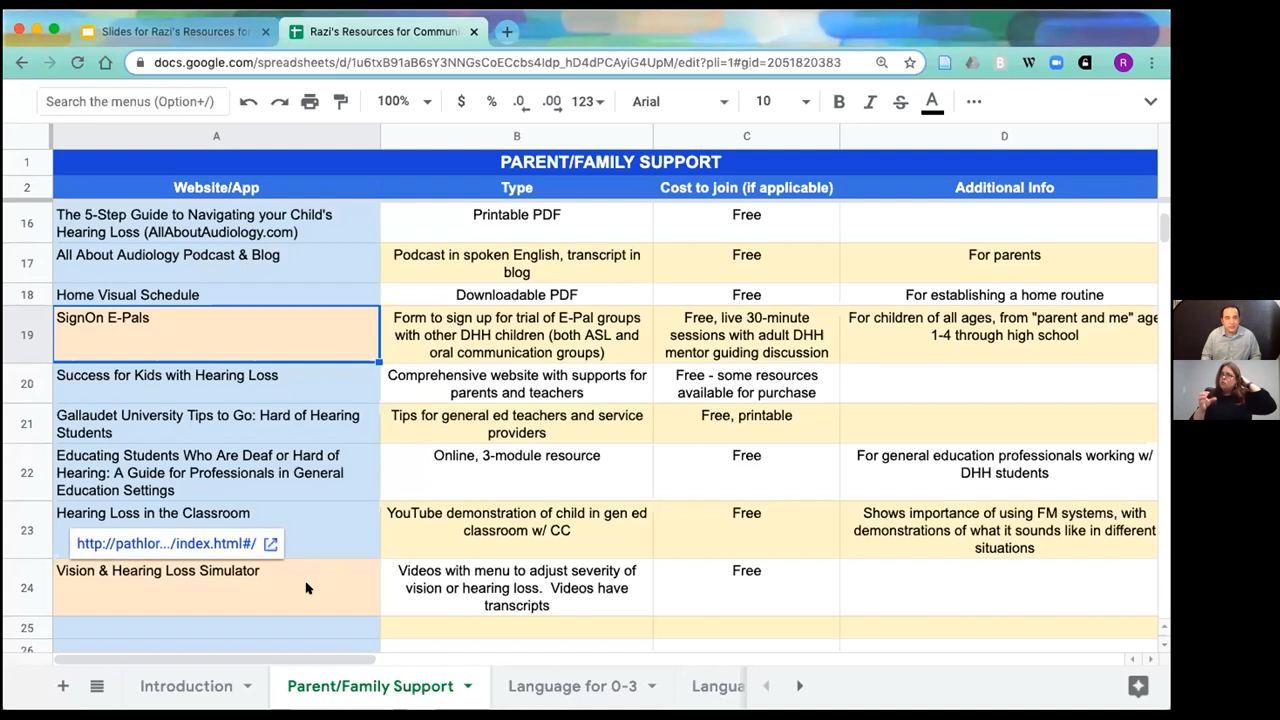 Slides for Razi's Resources for
Razi's Resources for Communi
docs.google.com/spreadsheets/d/1u6txB91aB6sY3NNGsCoECcbs4Idp_hD4dPCAyiG4UpM/edit?pli=1#gid=2051820383
W
R
Search the menus (Option+/)
100%
$
%
.0
.00
123
Arial
10
B
I
S
A
A
B
C
D
1
PARENT/FAMILY SUPPORT
2
Website/App
Type
Cost to join (if applicable)
Additional Info
16
The 5-Step Guide to Navigating your Child's
Hearing Loss (AllAboutAudiology.com)
Printable PDF
Free
17
All About Audiology Podcast & Blog
Podcast in spoken English, transcript in
blog
Free
For parents
18
Home Visual Schedule
Downloadable PDF
Free
For establishing a home routine
19
SignOn E-Pals
Form to sign up for trial of E-Pal groups
with other DHH children (both ASL and
oral communication groups)
Free, live 30-minute
sessions with adult DHH
mentor guiding discussion
For children of all ages, from "parent and me" age
1-4 through high school
20
Success for Kids with Hearing Loss
Comprehensive website with supports for
parents and teachers
Free - some resources
available for purchase
21
Gallaudet University Tips to Go: Hard of Hearing
Students
Tips for general ed teachers and service
providers
Free, printable
22
Educating Students Who Are Deaf or Hard of
Hearing: A Guide for Professionals in General
Education Settings
Online, 3-module resource
Free
For general education professionals working w/
DHH students
23
Hearing Loss in the Classroom
http://pathlor.../index.html#/
YouTube demonstration of child in gen ed
classroom w/ CC
Free
Shows importance of using FM systems, with
demonstrations of what it sounds like in different
situations
24
Vision & Hearing Loss Simulator
Videos with menu to adjust severity of
vision or hearing loss. Videos have
transcripts
Free
25
26
Introduction
Parent/Family Support
Language for 0-3
Langua